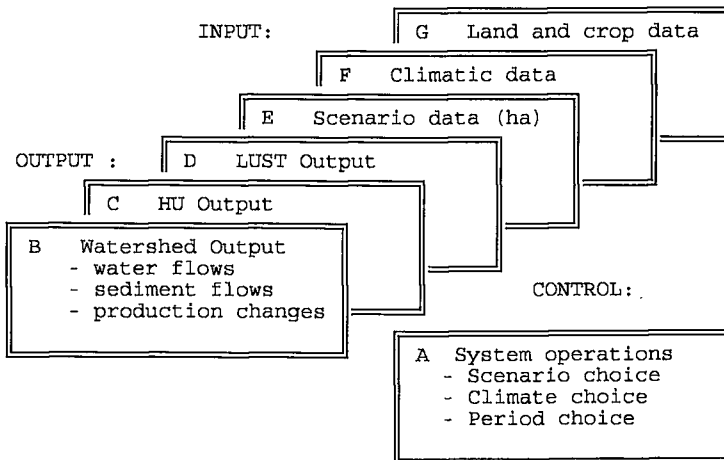 INPUT:
G Land and crop data
F Climatic data
E Scenario data (ha)
OUTPUT :
D LUST Output
C HU Output
B Watershed Output
- water flows
- sediment flows
- production changes
CONTROL:
A System operations
- Scenario choice
- Climate choice
- Period choice